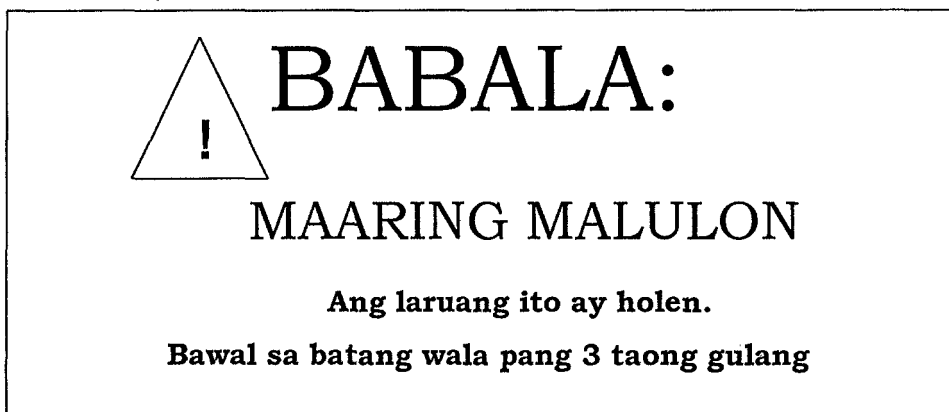 BABALA:
!
MAARING MALULON
Ang laruang ito ay holen.
Bawal sa batang wala pang 3 taong gulang